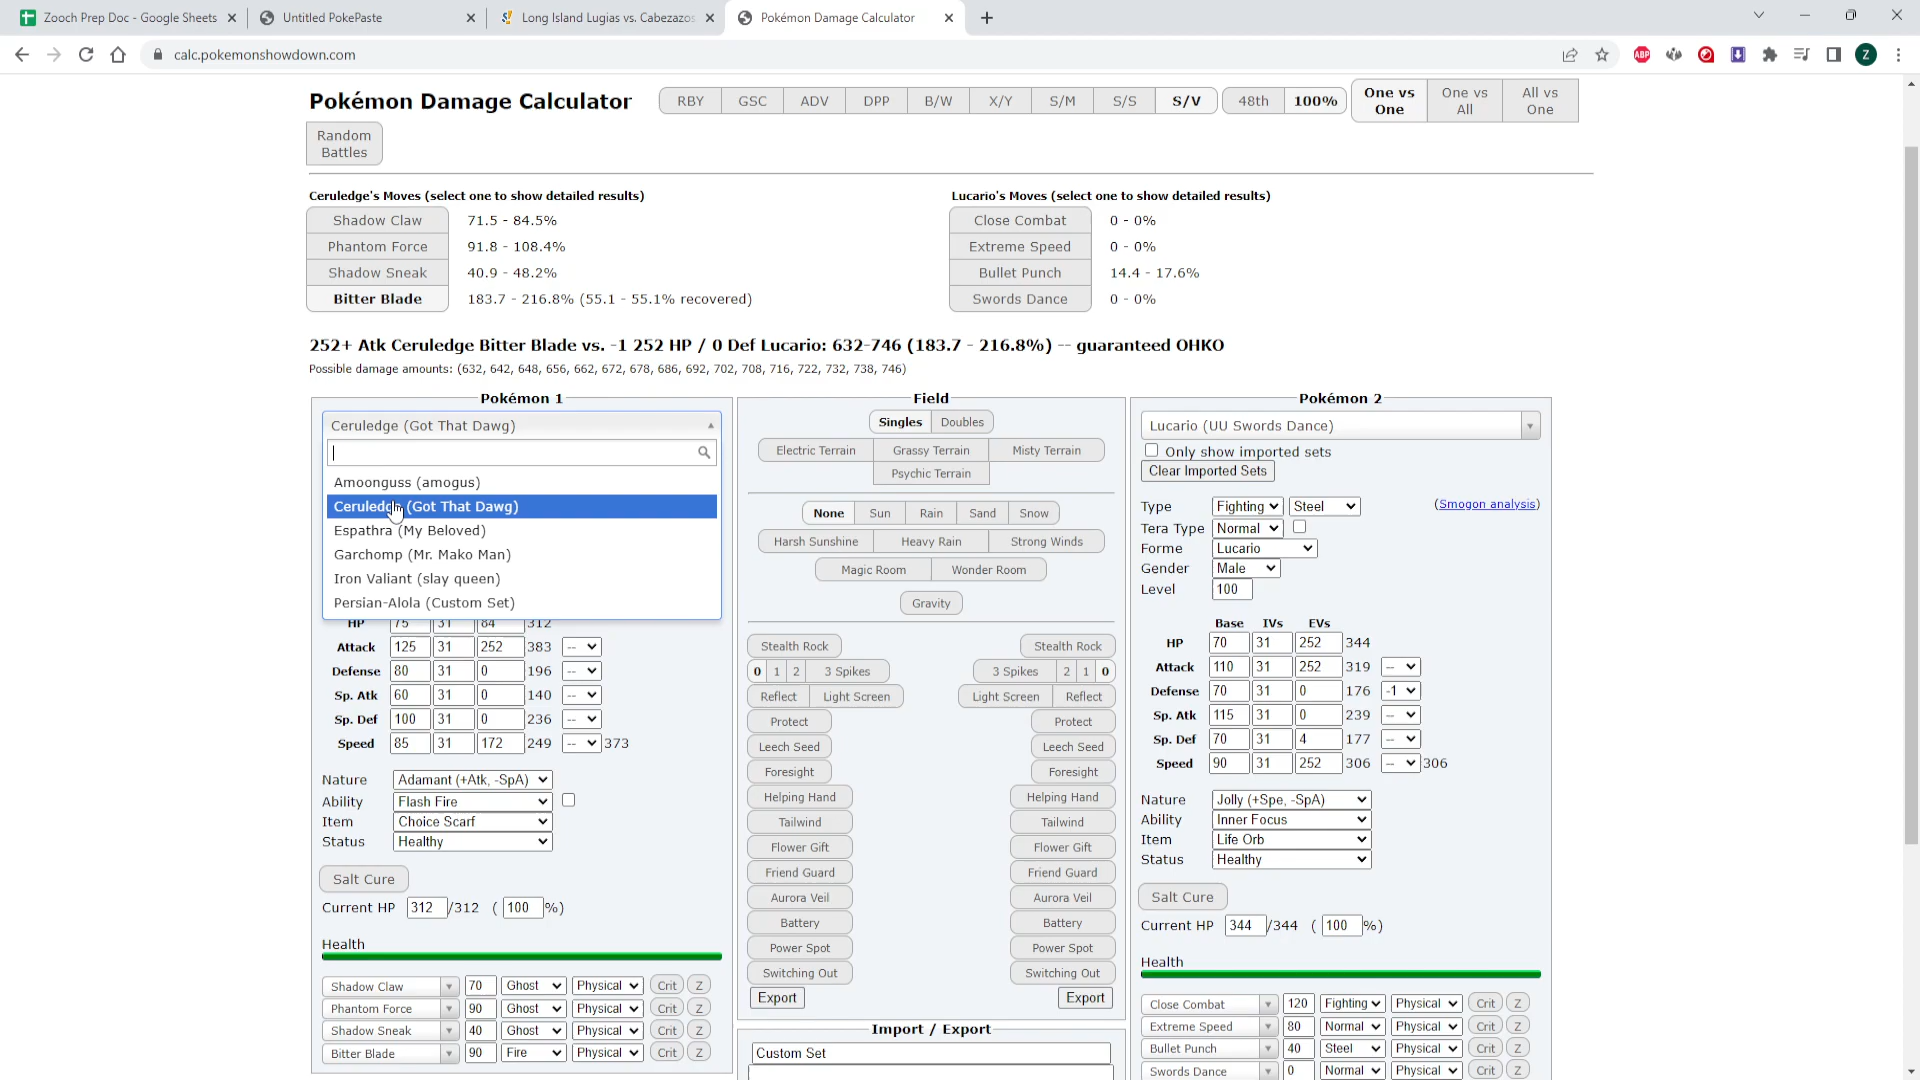 Zooch Prep Doc - Google Sheets
Untitled PokePaste
Long Island Lugias vs. Cabezazos
Pokémon Damage Calculator
calc.pokemonshowdown.com
ABP
Z
Pokémon Damage Calculator
RBY GSC ADV DPP B/W X/Y S/M S/S S/V
48th 100%
One vs One
One vs All
All vs One
Random Battles
Ceruledge's Moves (select one to show detailed results)
Shadow Claw 71.5 - 84.5%
Phantom Force 91.8 - 108.4%
Shadow Sneak 40.9 - 48.2%
Bitter Blade 183.7 - 216.8% (55.1 - 55.1% recovered)
Lucario's Moves (select one to show detailed results)
Close Combat 0 - 0%
Extreme Speed 0 - 0%
Bullet Punch 14.4 - 17.6%
Swords Dance 0 - 0%
252+ Atk Ceruledge Bitter Blade vs. -1 252 HP / 0 Def Lucario: 632-746 (183.7 - 216.8%) -- guaranteed OHKO
Possible damage amounts: (632, 642, 648, 656, 662, 672, 678, 686, 692, 702, 708, 716, 722, 732, 738, 746)
Pokémon 1
Ceruledge (Got That Dawg)
Amoonguss (amogus)
Ceruledge (Got That Dawg)
Espathra (My Beloved)
Garchomp (Mr. Mako Man)
Iron Valiant (slay queen)
Persian-Alola (Custom Set)
HP 75 31 84 312
Attack 125 31 252 383 --
Defense 80 31 0 196 --
Sp. Atk 60 31 0 140 --
Sp. Def 100 31 0 236 --
Speed 85 31 172 249 -- 373
Nature Adamant (+Atk, -SpA)
Ability Flash Fire
Item Choice Scarf
Status Healthy
Salt Cure
Current HP 312 /312 ( 100 %)
Health
Shadow Claw 70 Ghost Physical Crit Z
Phantom Force 90 Ghost Physical Crit Z
Shadow Sneak 40 Ghost Physical Crit Z
Bitter Blade 90 Fire Physical Crit Z
Field
Singles Doubles
Electric Terrain Grassy Terrain Misty Terrain
Psychic Terrain
None Sun Rain Sand Snow
Harsh Sunshine Heavy Rain Strong Winds
Magic Room Wonder Room
Gravity
Stealth Rock Stealth Rock
0 1 2 3 Spikes 3 Spikes 2 1 0
Reflect Light Screen Light Screen Reflect
Protect Protect
Leech Seed Leech Seed
Foresight Foresight
Helping Hand Helping Hand
Tailwind Tailwind
Flower Gift Flower Gift
Friend Guard Friend Guard
Aurora Veil Aurora Veil
Battery Battery
Power Spot Power Spot
Switching Out Switching Out
Export Export
Import / Export
Custom Set
Pokémon 2
Lucario (UU Swords Dance)
Only show imported sets
Clear Imported Sets
Type Fighting Steel (Smogon analysis)
Tera Type Normal
Forme Lucario
Gender Male
Level 100
Base IVs EVs
HP 70 31 252 344
Attack 110 31 252 319 --
Defense 70 31 0 176 -1
Sp. Atk 115 31 0 239 --
Sp. Def 70 31 4 177 --
Speed 90 31 252 306 -- 306
Nature Jolly (+Spe, -SpA)
Ability Inner Focus
Item Life Orb
Status Healthy
Salt Cure
Current HP 344 /344 ( 100 %)
Health
Close Combat 120 Fighting Physical Crit Z
Extreme Speed 80 Normal Physical Crit Z
Bullet Punch 40 Steel Physical Crit Z
Swords Dance 0 Normal Physical Crit Z